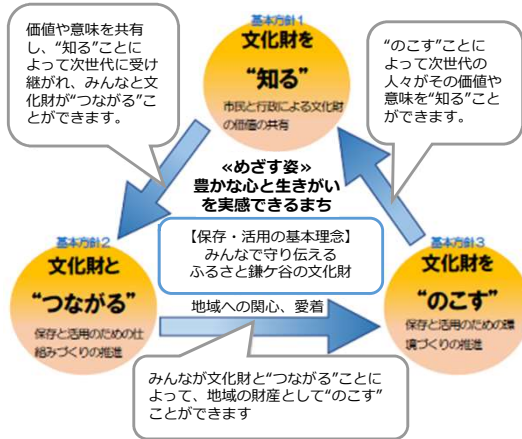 価値や意味を共有
し、“知る”ことに
よって次世代に受け
継がれ、みんなと文
化財が“つながる”こ
とができます。
基本方針1
文化財を
“知る”
市民と行政による文化財
の価値の共有
“のこす”ことに
よって次世代の
人々がその価値や
意味を“知る”こと
ができます。
≪めざす姿≫
豊かな心と生きがい
を実感できるまち
【保存・活用の基本理念】
みんなで守り伝える
ふるさと鎌ケ谷の文化財
基本方針2
文化財と
“つながる”
保存と活用のための仕
組みづくりの推進
地域への関心、愛着
基本方針3
文化財を
“のこす”
保存と活用のための環
境づくりの推進
みんなが文化財と“つながる”ことに
よって、地域の財産として“のこす”
ことができます